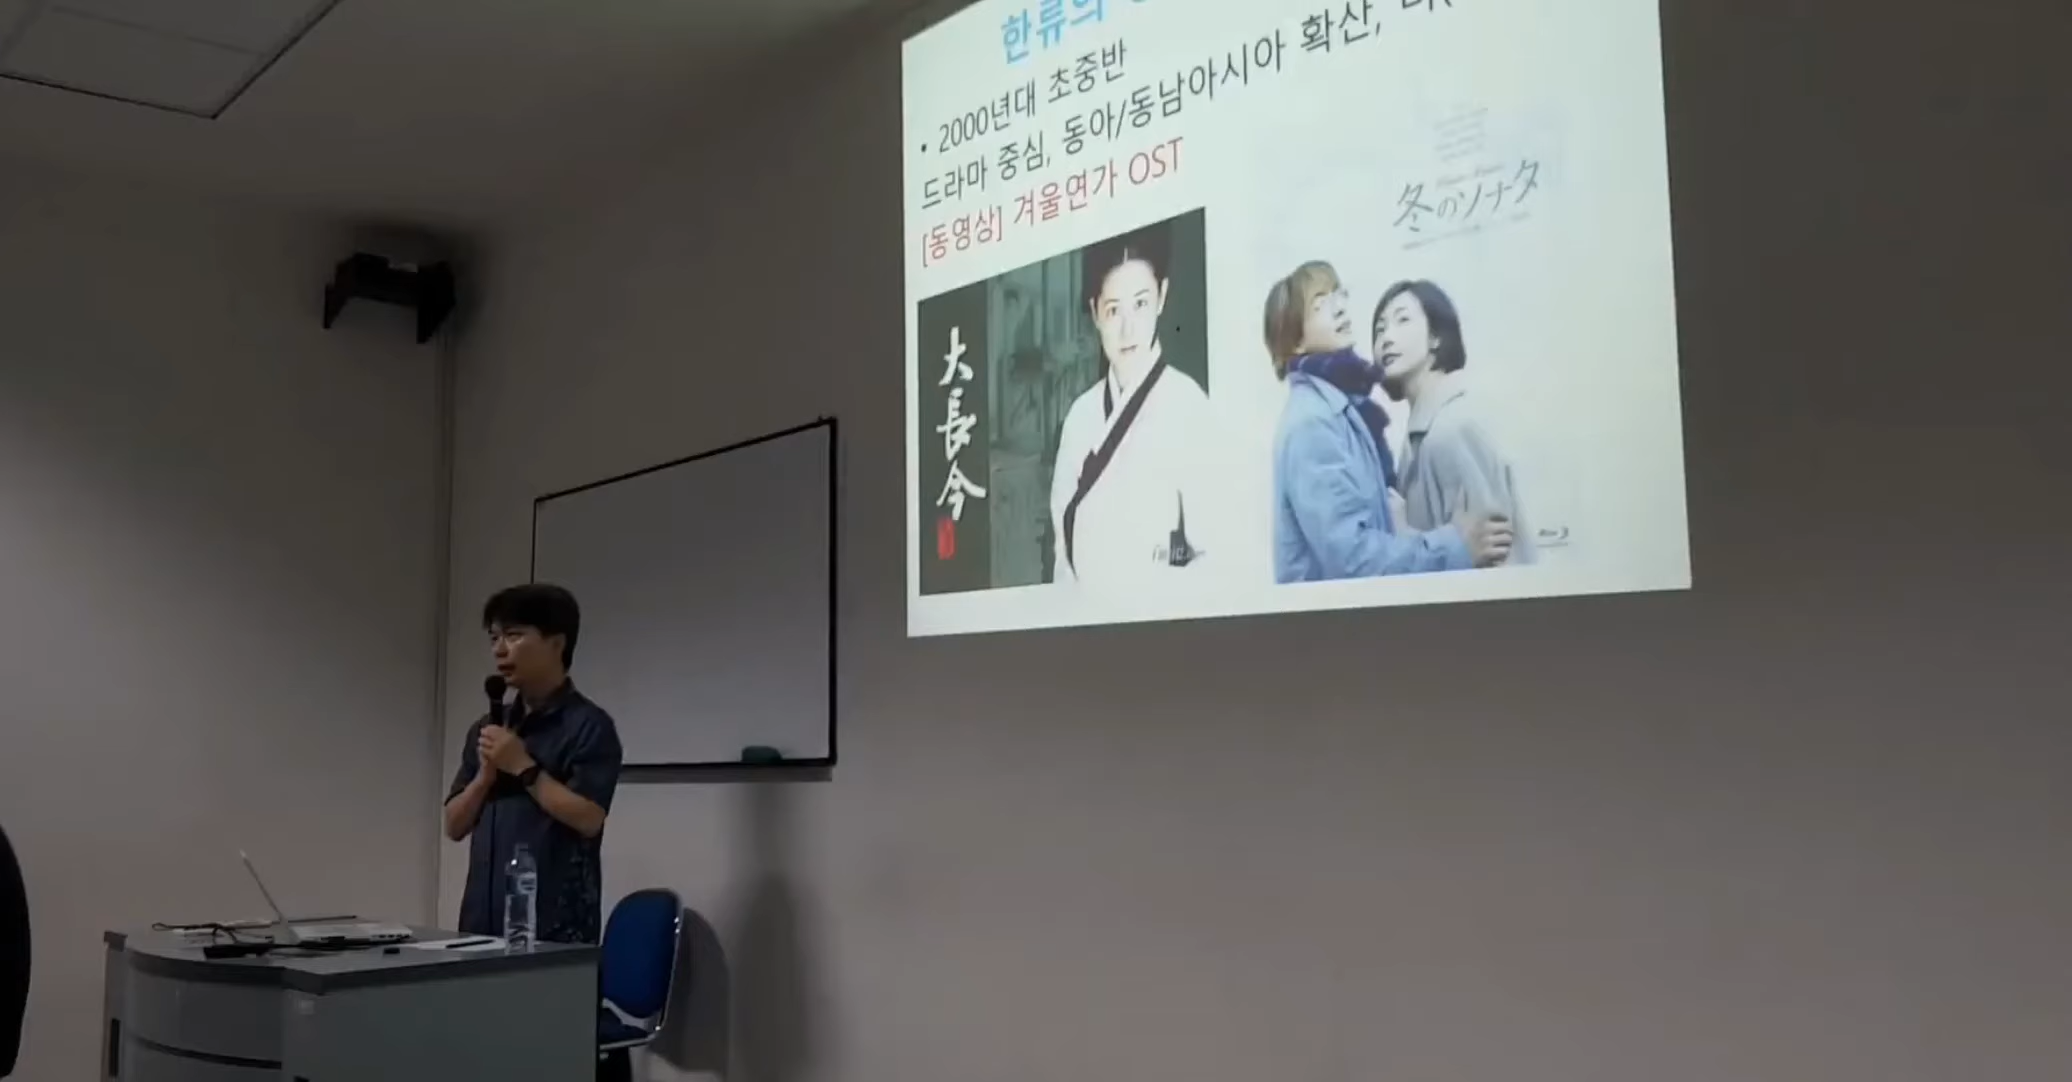 한류의
• 2000년대 초중반
드라마 중심, 동아/동남아시아 확산,
[동영상] 겨울연가 OST
大長今
冬のソナタ